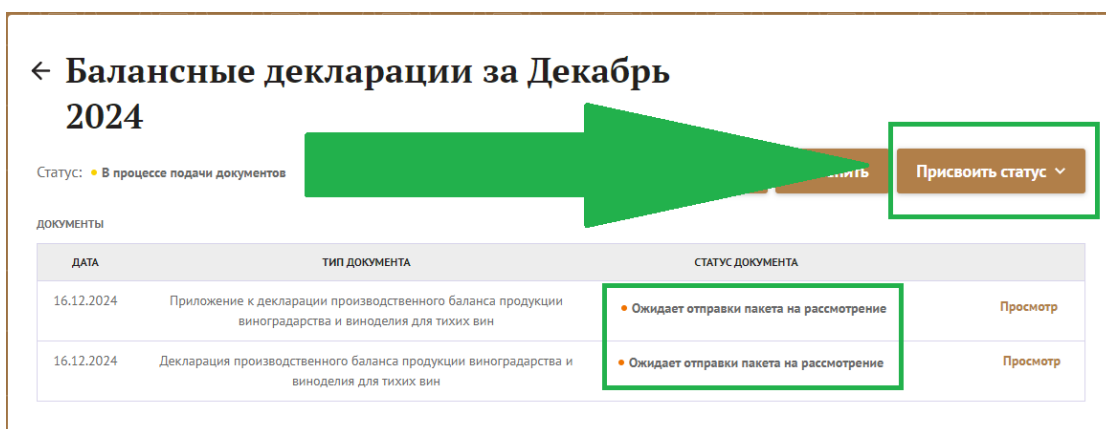 ← Балансные декларации за Декабрь
2024
Статус: • В процессе подачи документов
Присвоить статус
ДОКУМЕНТЫ
ДАТА ТИП ДОКУМЕНТА СТАТУС ДОКУМЕНТА
16.12.2024 Приложение к декларации производственного баланса продукции • Ожидает отправки пакета на рассмотрение Просмотр
виноградарства и виноделия для тихих вин
16.12.2024 Декларация производственного баланса продукции виноградарства и • Ожидает отправки пакета на рассмотрение Просмотр
виноделия для тихих вин